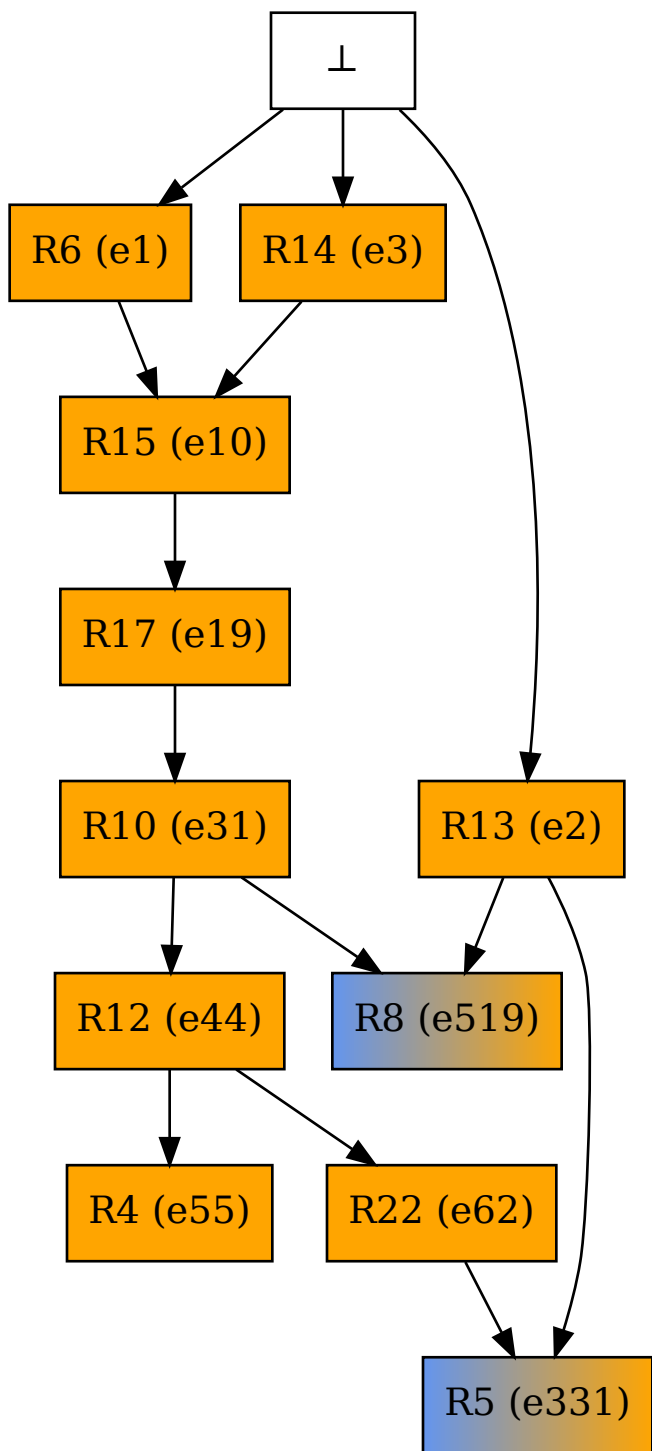 ⊥
R6 (e1)
R14 (e3)
R15 (e10)
R17 (e19)
R10 (e31)
R13 (e2)
R12 (e44)
R8 (e519)
R4 (e55)
R22 (e62)
R5 (e331)